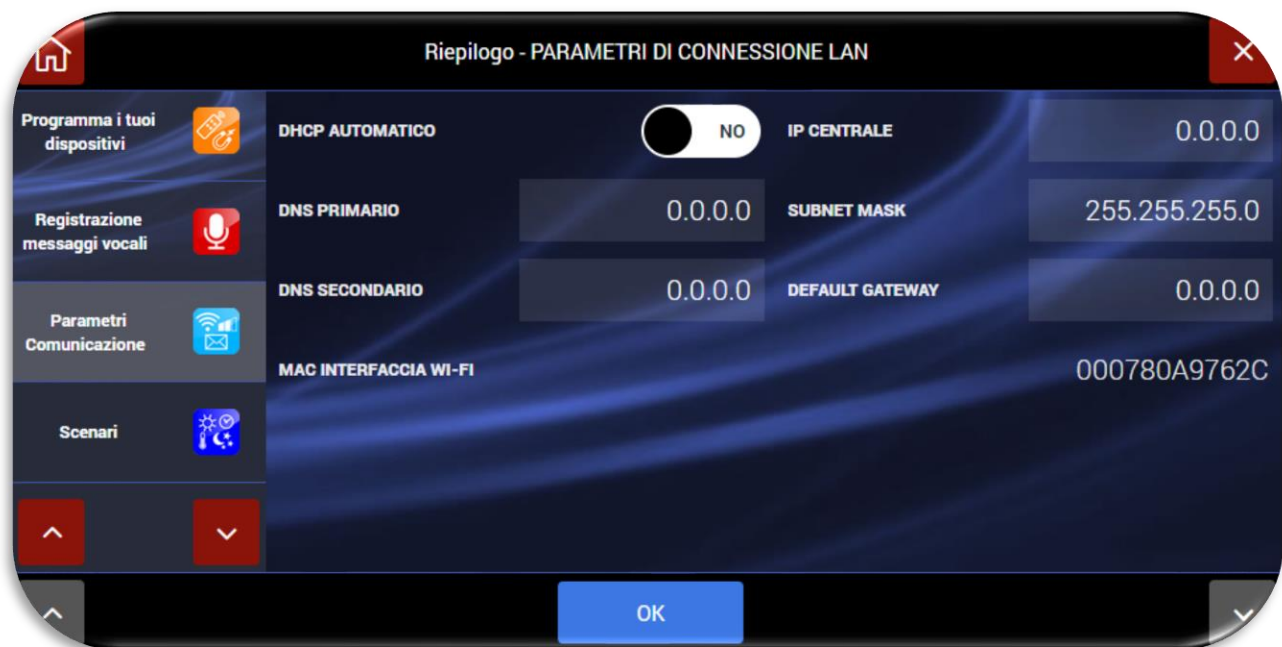 Riepilogo - PARAMETRI DI CONNESSIONE LAN
Programma i tuoi
dispositivi
Registrazione
messaggi vocali
Parametri
Comunicazione
Scenari
DHCP AUTOMATICO NO IP CENTRALE 0.0.0.0
DNS PRIMARIO 0.0.0.0 SUBNET MASK 255.255.255.0
DNS SECONDARIO 0.0.0.0 DEFAULT GATEWAY 0.0.0.0
MAC INTERFACCIA WI-FI 000780A9762C
OK